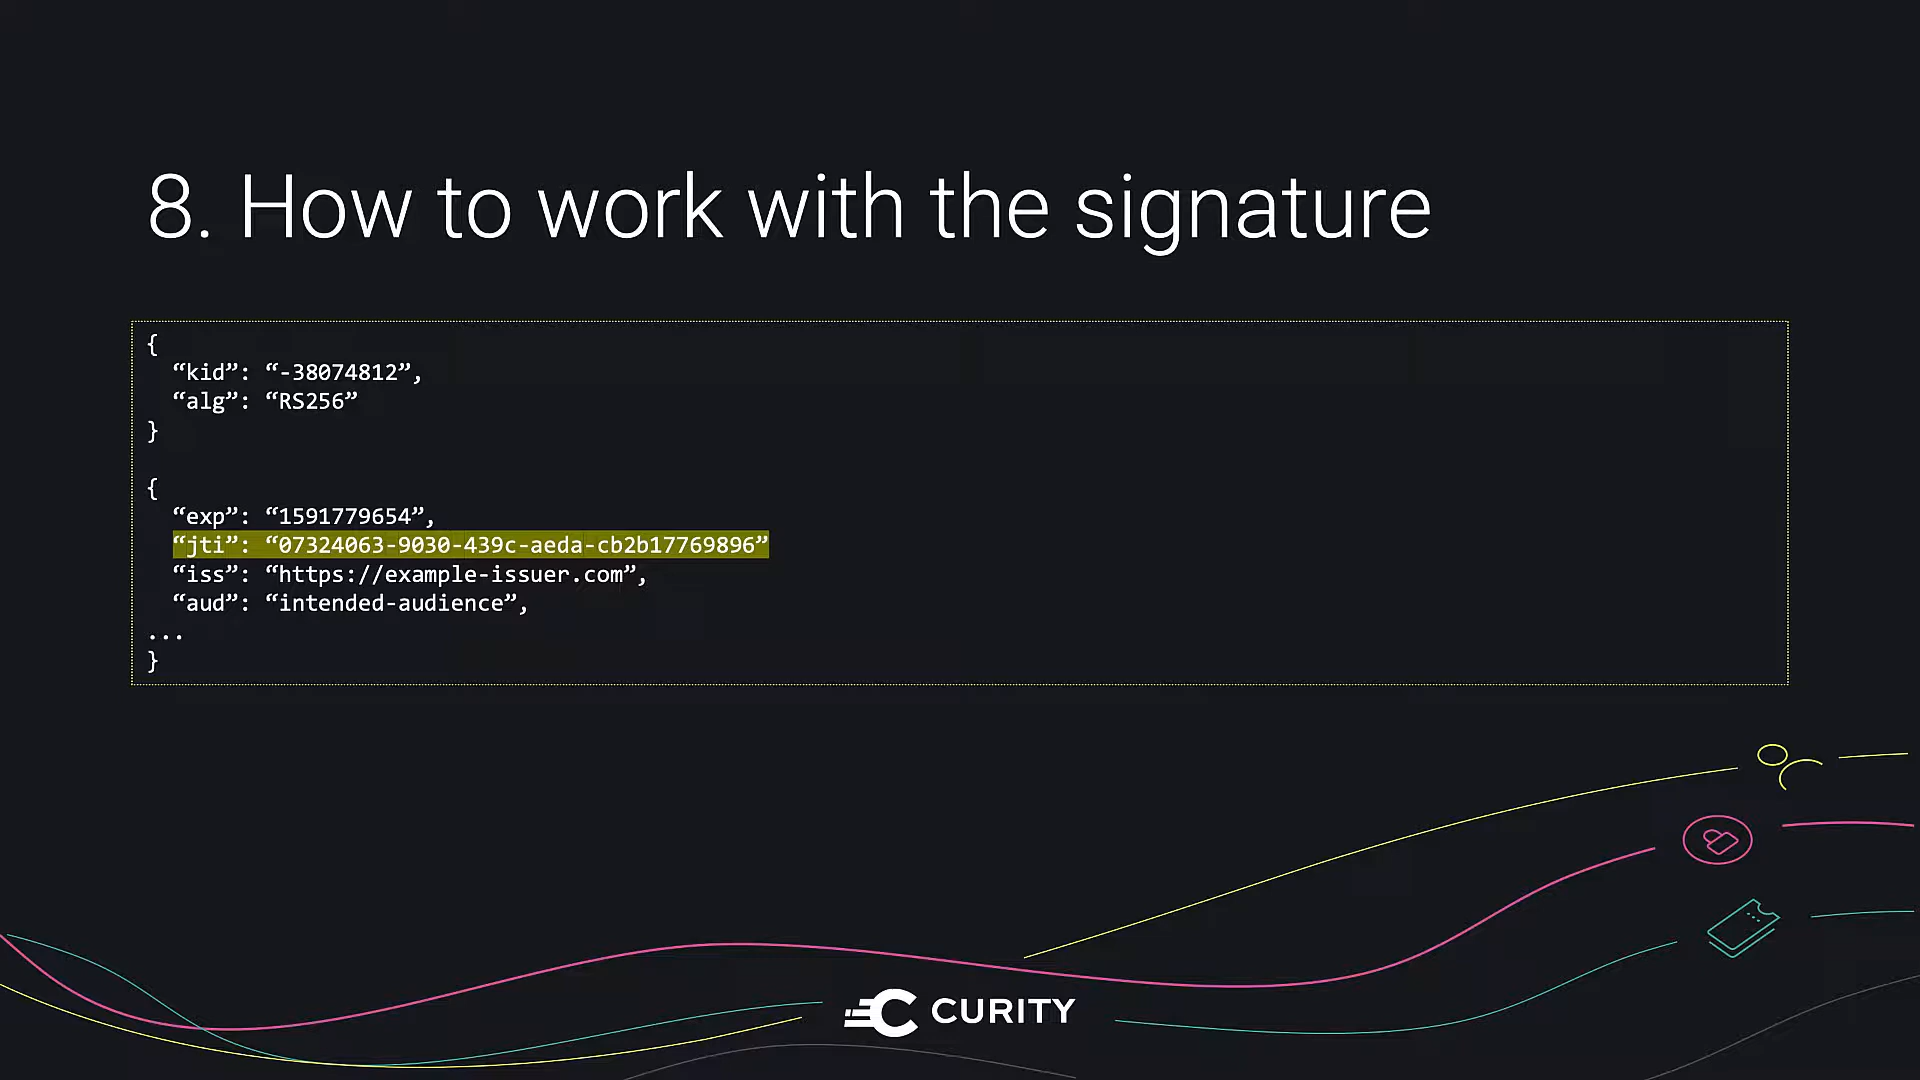 8. How to work with the signature
{
“kid”: “-38074812”,
“alg”: “RS256”
}
{
“exp”: “1591779654”,
“jti”: “07324063-9030-439c-aeda-cb2b17769896”
“iss”: “https://example-issuer.com”,
“aud”: “intended-audience”,
...
}
CURITY